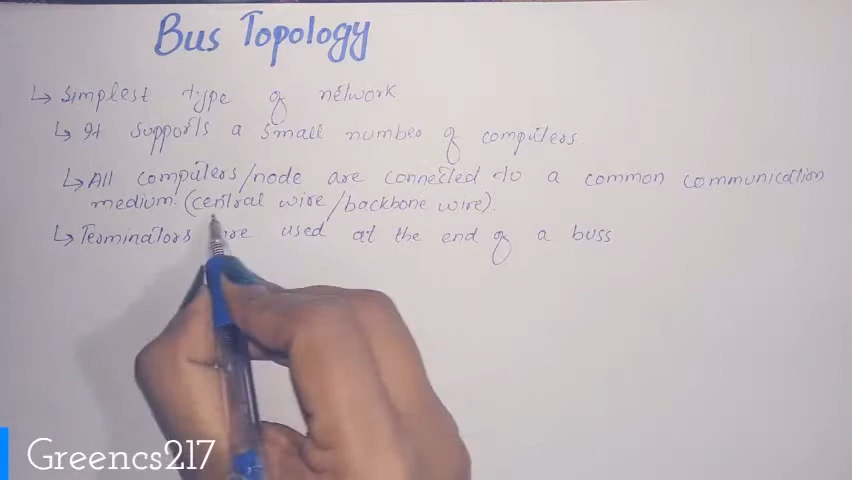 Bus Topology
↳ Simplest type of network
↳ It supports a small number of computers.
↳ All computers/node are connected to a common communication
medium. (central wire/backbone wire).
↳ Terminators are used at the end of a buss
Greencs217